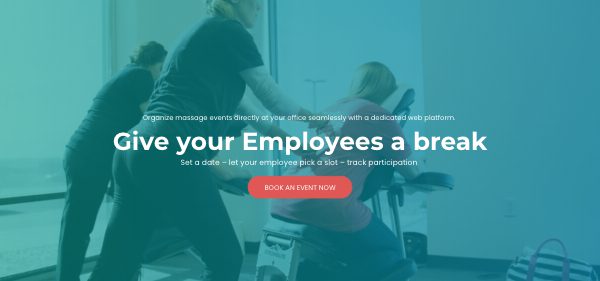 Organize massage events directly at your office seamlessly with a dedicated web platform.
Give your Employees a break
Set a date – let your employee pick a slot – track participation
BOOK AN EVENT NOW